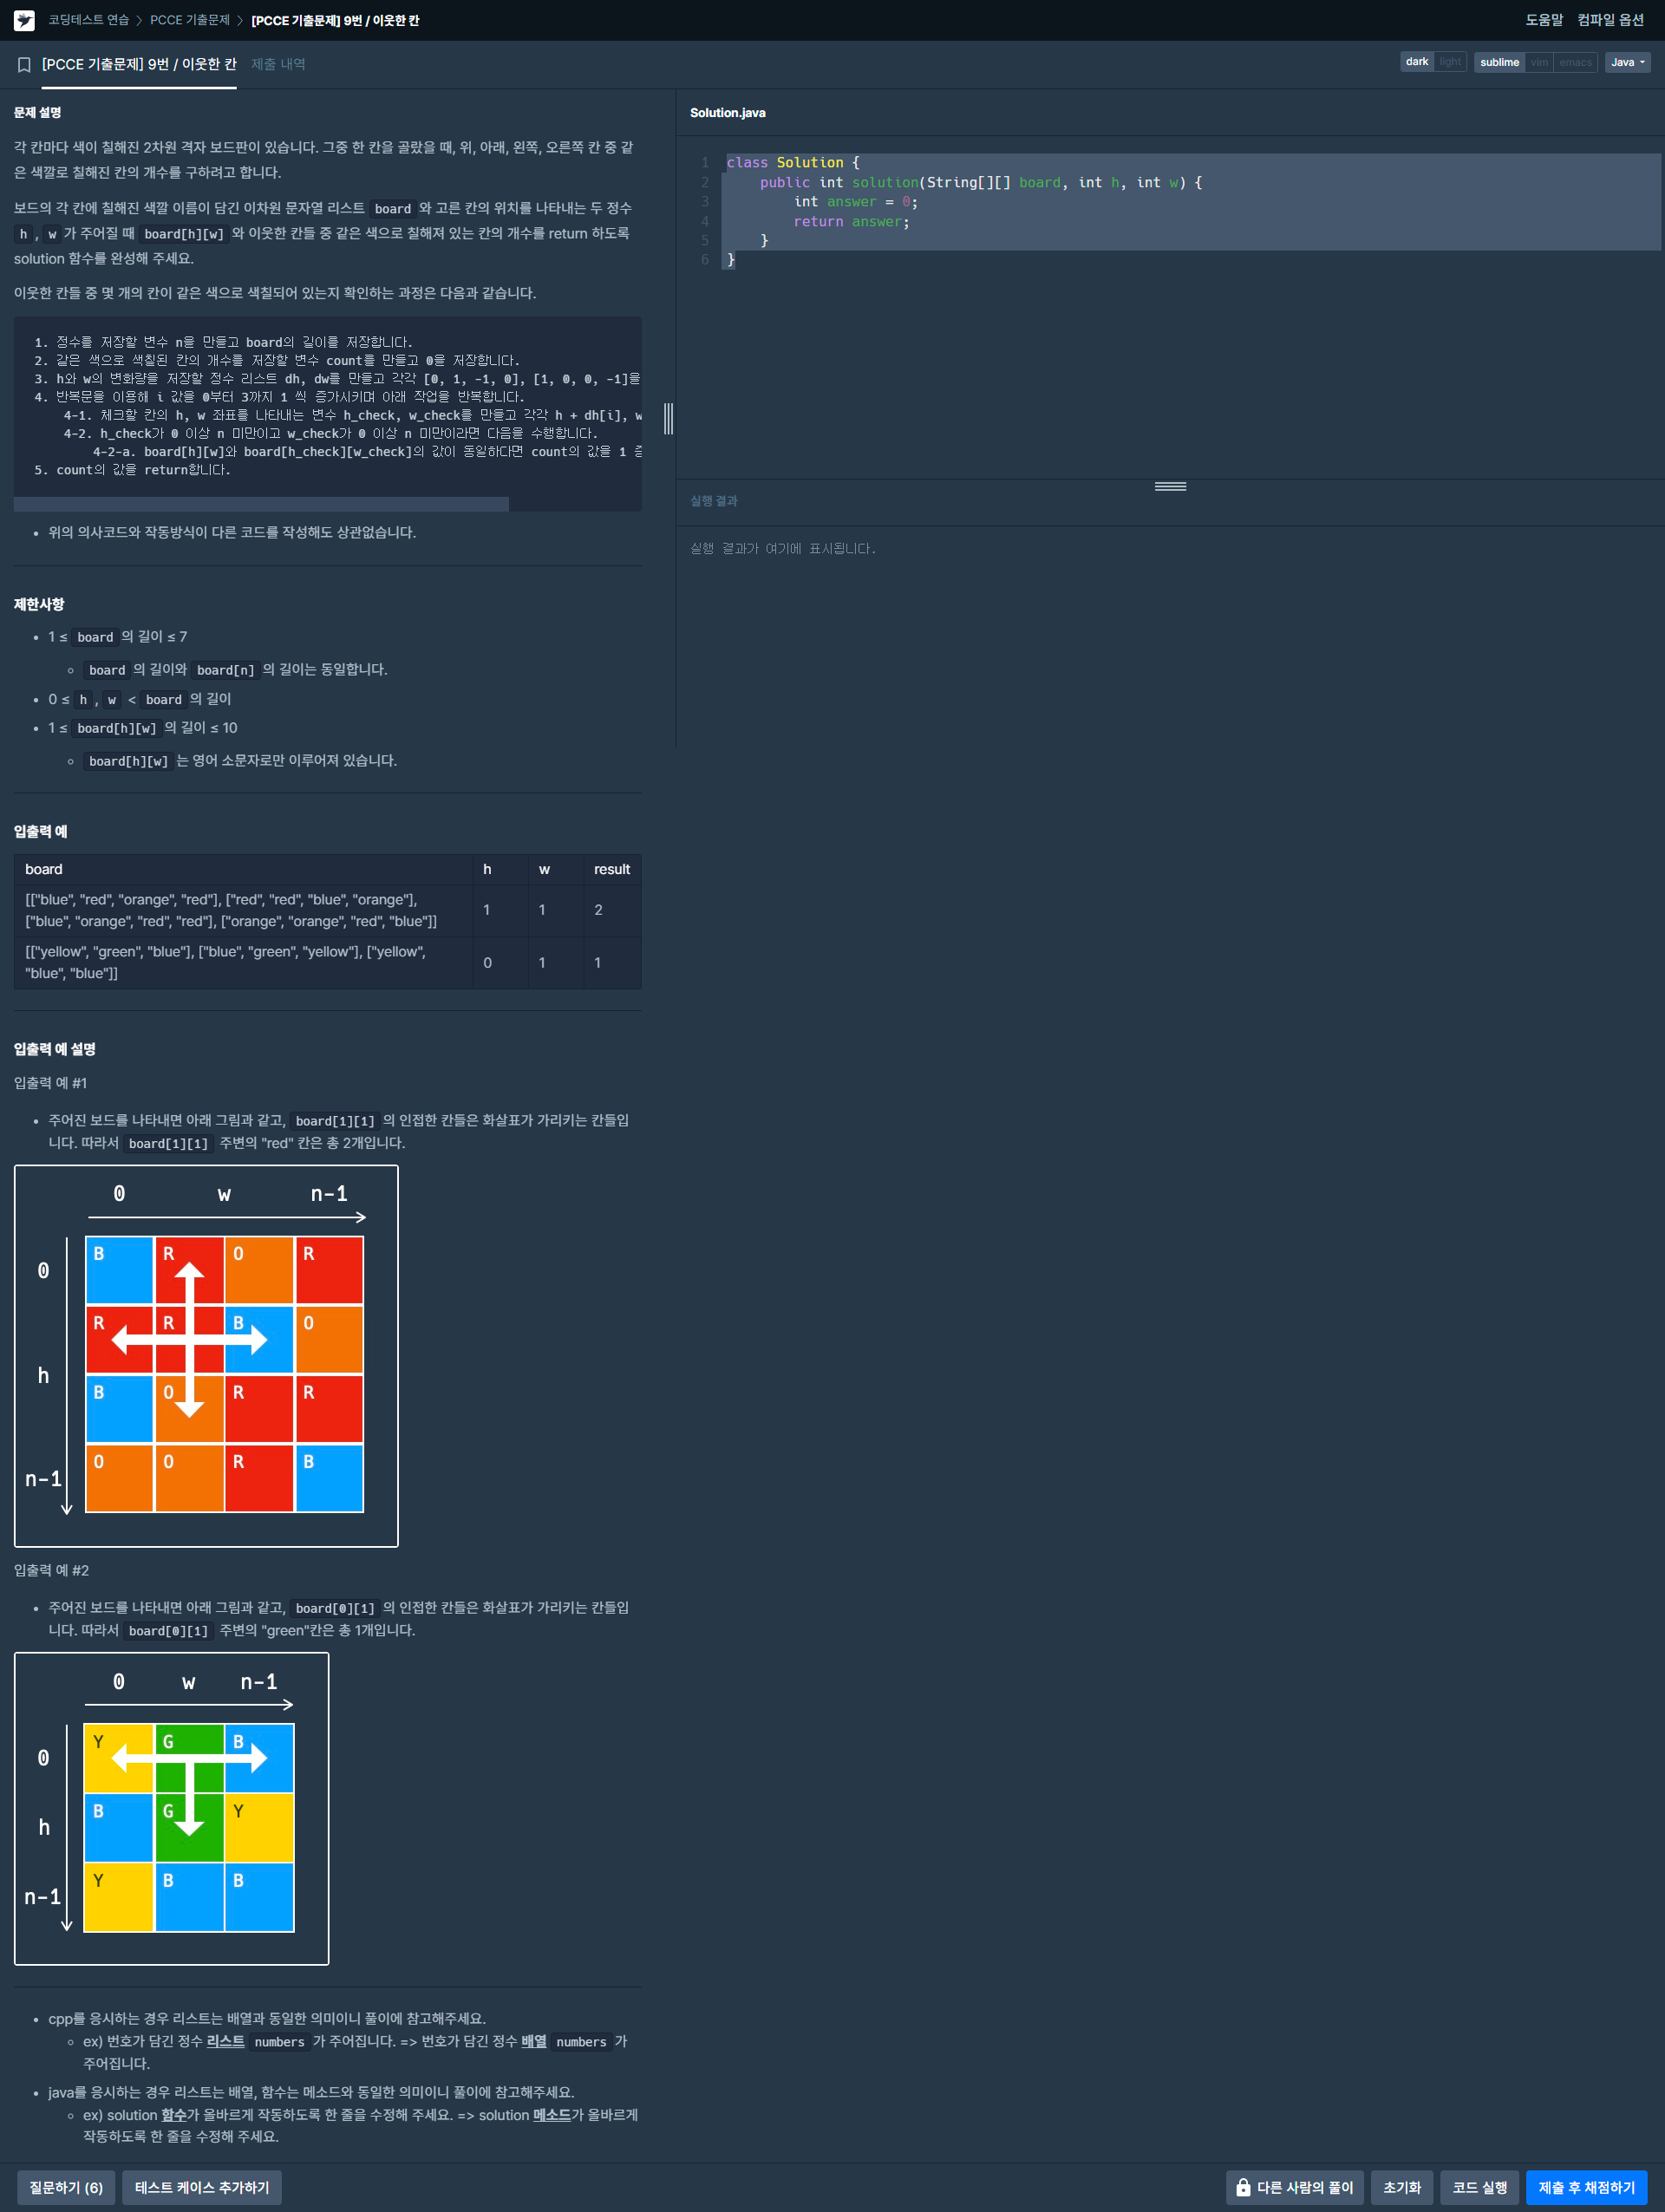 코딩테스트 연습 > PCCE 기출문제 > [PCCE 기출문제] 9번 / 이웃한 칸
도움말 컴파일 옵션
[PCCE 기출문제] 9번 / 이웃한 칸 제출 내역
dark light sublime vim emacs Java
문제 설명
각 칸마다 색이 칠해진 2차원 격자 보드판이 있습니다. 그중 한 칸을 골랐을 때, 위, 아래, 왼쪽, 오른쪽 칸 중 같
은 색깔로 칠해진 칸의 개수를 구하려고 합니다.
보드의 각 칸에 칠해진 색깔 이름이 담긴 이차원 문자열 리스트 board 와 고른 칸의 위치를 나타내는 두 정수
h , w 가 주어질 때 board[h][w] 와 이웃한 칸들 중 같은 색으로 칠해져 있는 칸의 개수를 return 하도록
solution 함수를 완성해 주세요.
이웃한 칸들 중 몇 개의 칸이 같은 색으로 색칠되어 있는지 확인하는 과정은 다음과 같습니다.
1. 정수를 저장할 변수 n을 만들고 board의 길이를 저장합니다.
2. 같은 색으로 색칠된 칸의 개수를 저장할 변수 count를 만들고 0을 저장합니다.
3. h와 w의 변화량을 저장할 정수 리스트 dh, dw를 만들고 각각 [0, 1, -1, 0], [1, 0, 0, -1]을
4. 반복문을 이용해 i 값을 0부터 3까지 1 씩 증가시키며 아래 작업을 반복합니다.
4-1. 체크할 칸의 h, w 좌표를 나타내는 변수 h_check, w_check를 만들고 각각 h + dh[i], w
4-2. h_check가 0 이상 n 미만이고 w_check가 0 이상 n 미만이라면 다음을 수행합니다.
4-2-a. board[h][w]와 board[h_check][w_check]의 값이 동일하다면 count의 값을 1 증
5. count의 값을 return합니다.
• 위의 의사코드와 작동방식이 다른 코드를 작성해도 상관없습니다.
제한사항
• 1 ≤ board 의 길이 ≤ 7
◦ board 의 길이와 board[n] 의 길이는 동일합니다.
• 0 ≤ h , w < board 의 길이
• 1 ≤ board[h][w] 의 길이 ≤ 10
◦ board[h][w] 는 영어 소문자로만 이루어져 있습니다.
입출력 예
board h w result
[["blue", "red", "orange", "red"], ["red", "red", "blue", "orange"],
["blue", "orange", "red", "red"], ["orange", "orange", "red", "blue"]]
1 1 2
[["yellow", "green", "blue"], ["blue", "green", "yellow"], ["yellow",
"blue", "blue"]]
0 1 1
입출력 예 설명
입출력 예 #1
• 주어진 보드를 나타내면 아래 그림과 같고, board[1][1] 의 인접한 칸들은 화살표가 가리키는 칸들입
니다. 따라서 board[1][1] 주변의 "red" 칸은 총 2개입니다.
0 w n-1
0 B R O R
R R B O
h
B O R R
n-1 O O R B
입출력 예 #2
• 주어진 보드를 나타내면 아래 그림과 같고, board[0][1] 의 인접한 칸들은 화살표가 가리키는 칸들입
니다. 따라서 board[0][1] 주변의 "green"칸은 총 1개입니다.
0 w n-1
0 Y G B
h B G Y
n-1 Y B B
• cpp를 응시하는 경우 리스트는 배열과 동일한 의미이니 풀이에 참고해주세요.
◦ ex) 번호가 담긴 정수 리스트 numbers 가 주어집니다. => 번호가 담긴 정수 배열 numbers 가
주어집니다.
• java를 응시하는 경우 리스트는 배열, 함수는 메소드와 동일한 의미이니 풀이에 참고해주세요.
◦ ex) solution 함수가 올바르게 작동하도록 한 줄을 수정해 주세요. => solution 메소드가 올바르게
작동하도록 한 줄을 수정해 주세요.
Solution.java
1 class Solution {
2 public int solution(String[][] board, int h, int w) {
3 int answer = 0;
4 return answer;
5 }
6 }
실행 결과
실행 결과가 여기에 표시됩니다.
질문하기 (6) 테스트 케이스 추가하기
다른 사람의 풀이 초기화 코드 실행 제출 후 채점하기